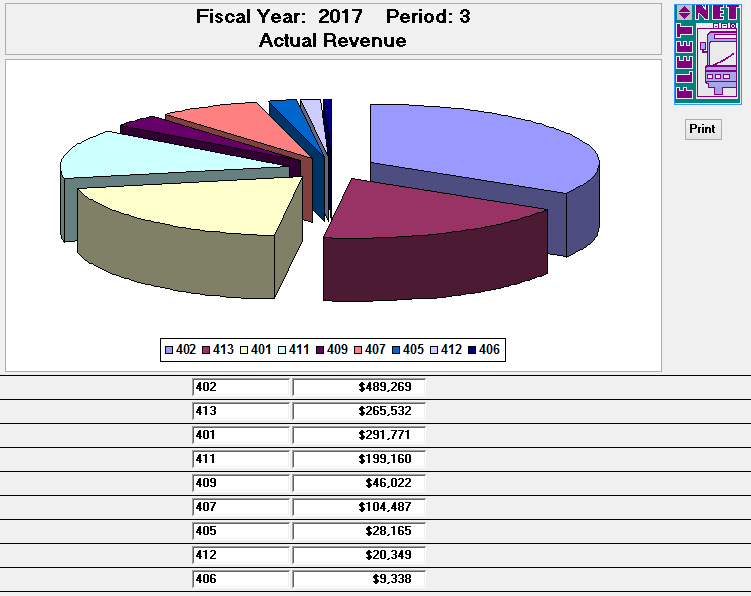 Fiscal Year: 2017 Period: 3
Actual Revenue
FLEET NET
Print
402 413 401 411 409 407 405 412 406
402 $489,269
413 $265,532
401 $291,771
411 $199,160
409 $46,022
407 $104,487
405 $28,165
412 $20,349
406 $9,338